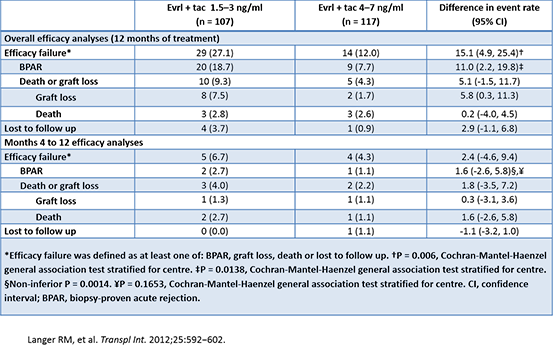 Evrl + tac 1.5–3 ng/ml Evrl + tac 4–7 ng/ml Difference in event rate
(n = 107) (n = 117) (95% CI)
Overall efficacy analyses (12 months of treatment)
Efficacy failure* 29 (27.1) 14 (12.0) 15.1 (4.9, 25.4)†
BPAR 20 (18.7) 9 (7.7) 11.0 (2.2, 19.8)‡
Death or graft loss 10 (9.3) 5 (4.3) 5.1 (-1.5, 11.7)
Graft loss 8 (7.5) 2 (1.7) 5.8 (0.3, 11.3)
Death 3 (2.8) 3 (2.6) 0.2 (-4.0, 4.5)
Lost to follow up 4 (3.7) 1 (0.9) 2.9 (-1.1, 6.8)
Months 4 to 12 efficacy analyses
Efficacy failure* 5 (6.7) 4 (4.3) 2.4 (-4.6, 9.4)
BPAR 2 (2.7) 1 (1.1) 1.6 (-2.6, 5.8)§,¥
Death or graft loss 3 (4.0) 2 (2.2) 1.8 (-3.5, 7.2)
Graft loss 1 (1.3) 1 (1.1) 0.3 (-3.1, 3.6)
Death 2 (2.7) 1 (1.1) 1.6 (-2.6, 5.8)
Lost to follow up 0 (0.0) 1 (1.1) -1.1 (-3.2, 1.0)
*Efficacy failure was defined as at least one of: BPAR, graft loss, death or lost to follow up. †P = 0.006, Cochran-Mantel-Haenzel
general association test stratified for centre. ‡P = 0.0138, Cochran-Mantel-Haenzel general association test stratified for centre.
§Non-inferior P = 0.0014. ¥P = 0.1653, Cochran-Mantel-Haenzel general association test stratified for centre. CI, confidence
interval; BPAR, biopsy-proven acute rejection.
Langer RM, et al. Transpl Int. 2012;25:592–602.